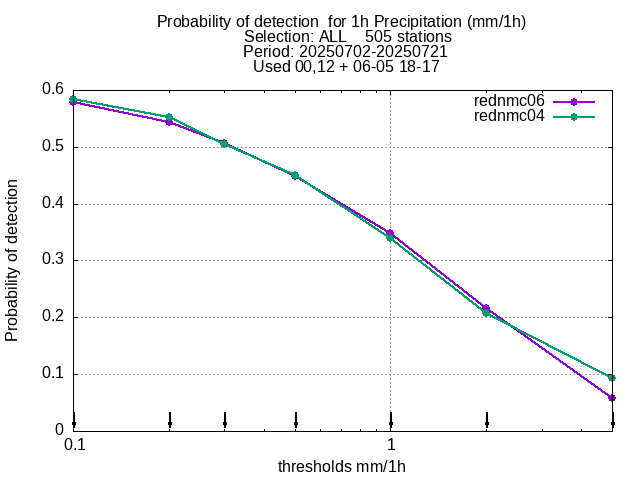 Probability of detection  for 1h Precipitation (mm/1h)
Selection: ALL    505 stations
Period: 20250702-20250721
Used 00,12 + 06-05 18-17
rednmc06
rednmc04
0.6
0.5
0.4
0.3
0.2
0.1
0
Probability of detection
0.1 1
thresholds mm/1h